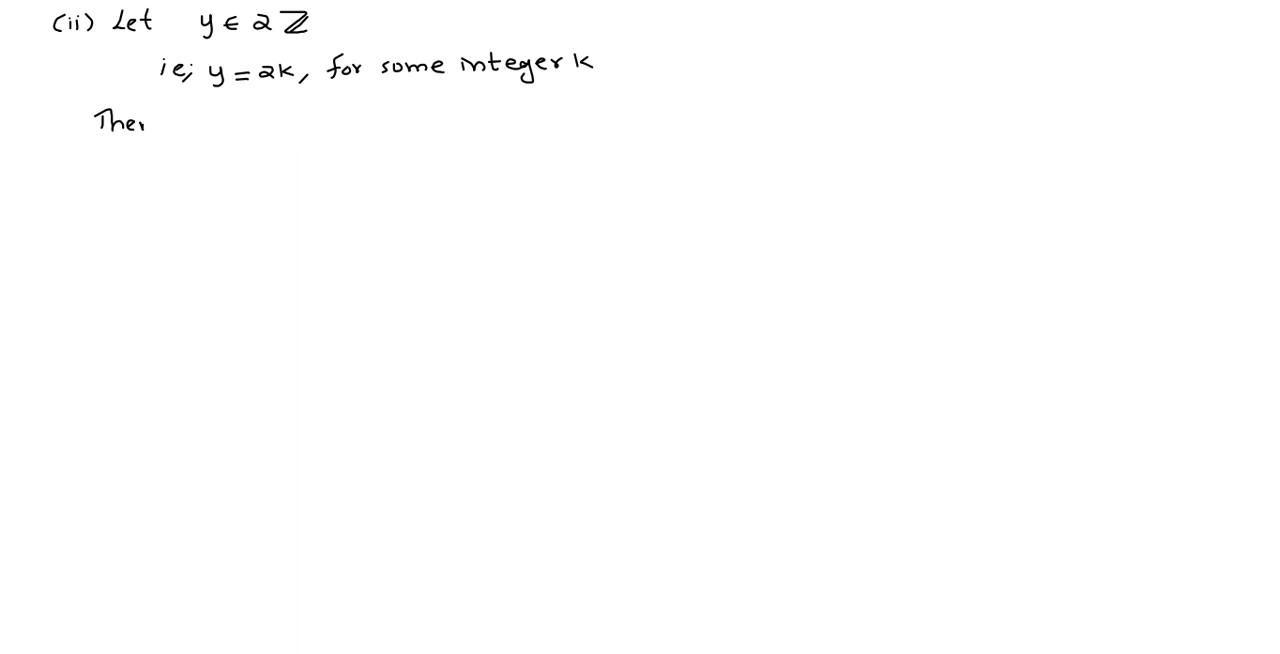 (ii) Let y ∈ 2ℤ
ie; y = 2k, for some integer k
Then